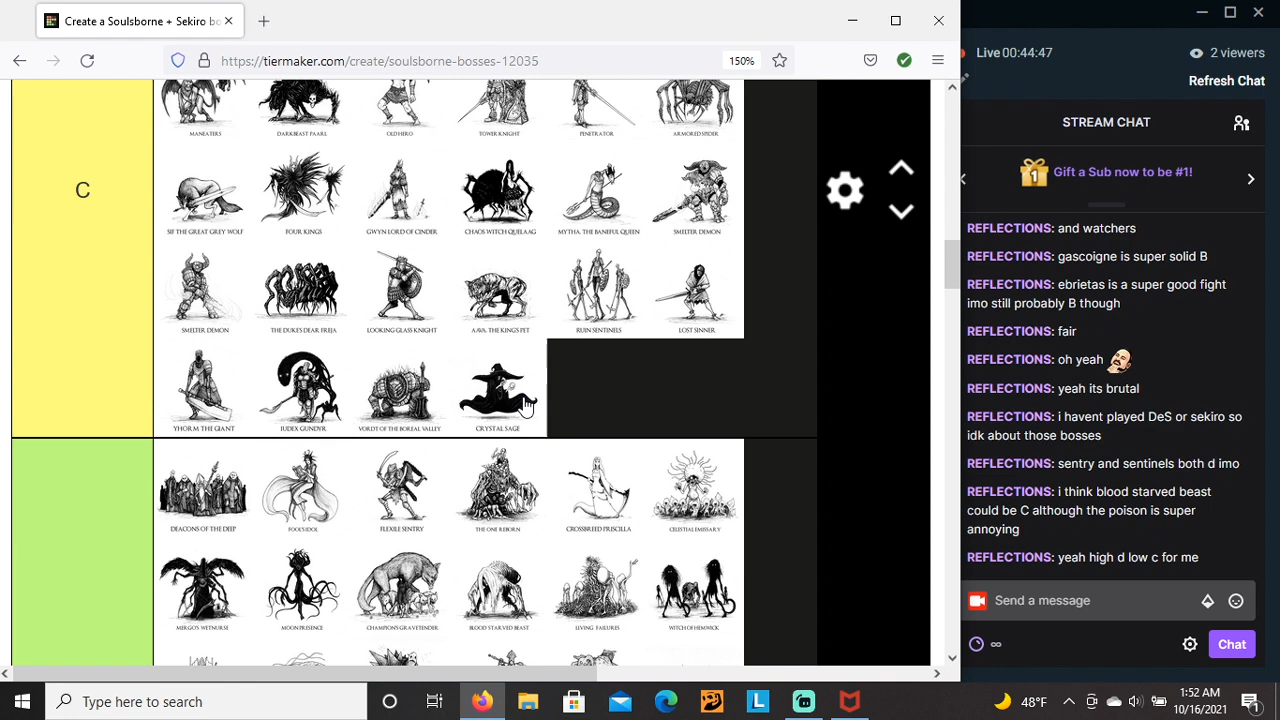 Create a Soulsborne + Sekiro bo
Live 00:44:47
2 viewers
https://tiermaker.com/create/soulsborne-bosses-12035
150%
Refresh Chat
STREAM CHAT
1 Gift a Sub now to be #1!
MANEATERS
DARKBEAST PAARL
OLD HERO
TOWER KNIGHT
PENETRATOR
ARMORED SPIDER
C
SIF THE GREAT GREY WOLF
FOUR KINGS
GWYN LORD OF CINDER
CHAOS WITCH QUELAAG
MYTHA, THE BANEFUL QUEEN
SMELTER DEMON
SMELTER DEMON
THE DUKE'S DEAR FREJA
LOOKING GLASS KNIGHT
AAVA, THE KING'S PET
RUIN SENTINELS
LOST SINNER
YHORM THE GIANT
IUDEX GUNDYR
VORDT OF THE BOREAL VALLEY
CRYSTAL SAGE
DEACONS OF THE DEEP
FOOL'S IDOL
FLEXILE SENTRY
THE ONE REBORN
CROSSBREED PRISCILLA
CELESTIAL EMISSARY
MERGO'S WETNURSE
MOON PRESENCE
CHAMPION'S GRAVETENDER
BLOOD STARVED BEAST
LIVING FAILURES
WITCH OF HEMWICK
REFLECTIONS: and watchers
REFLECTIONS: gascoigne is super solid B
REFLECTIONS: ebrietas is a super good fight
imo still probably B though
REFLECTIONS: fair
REFLECTIONS: oh yeah
REFLECTIONS: yeah its brutal
REFLECTIONS: i havent played DeS or sekiro so
idk about those bosses
REFLECTIONS: sentry and sentinels both d imo
REFLECTIONS: i think blood starved beast
could be C although the poison is super
annoying
REFLECTIONS: yeah high d low c for me
Send a message
∞
Chat
Type here to search
48°F
1:52 AM
10/16/2021
1